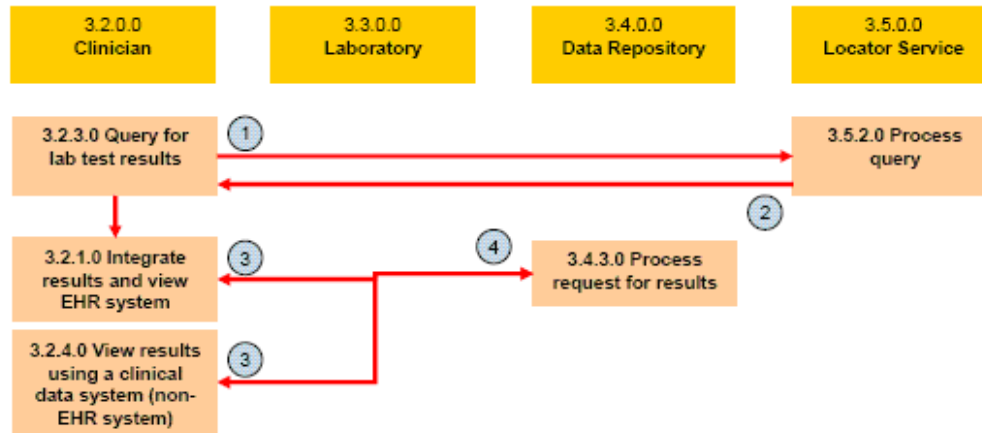 3.2.0.0
Clinician
3.3.0.0
Laboratory
3.4.0.0
Data Repository
3.5.0.0
Locator Service
3.2.3.0 Query for
lab test results
1
3.5.2.0 Process
query
2
3.2.1.0 Integrate
results and view
EHR system
3
4
3.4.3.0 Process
request for results
3.2.4.0 View results
using a clinical
data system (non-
EHR system)
3